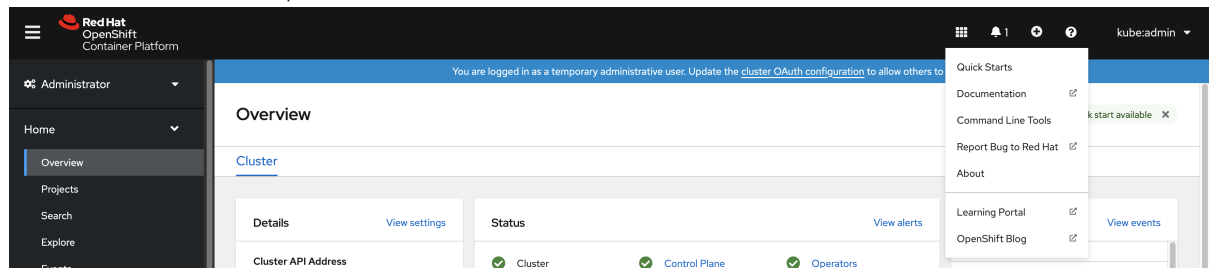 Red Hat
OpenShift
Container Platform
1
kube:admin
Administrator
Home
Overview
Projects
Search
Explore
You are logged in as a temporary administrative user. Update the cluster OAuth configuration to allow others to
Overview
start available
Cluster
Details
View settings
Cluster API Address
Status
View alerts
Cluster
Control Plane
Operators
View events
Quick Starts
Documentation
Command Line Tools
Report Bug to Red Hat
About
Learning Portal
OpenShift Blog